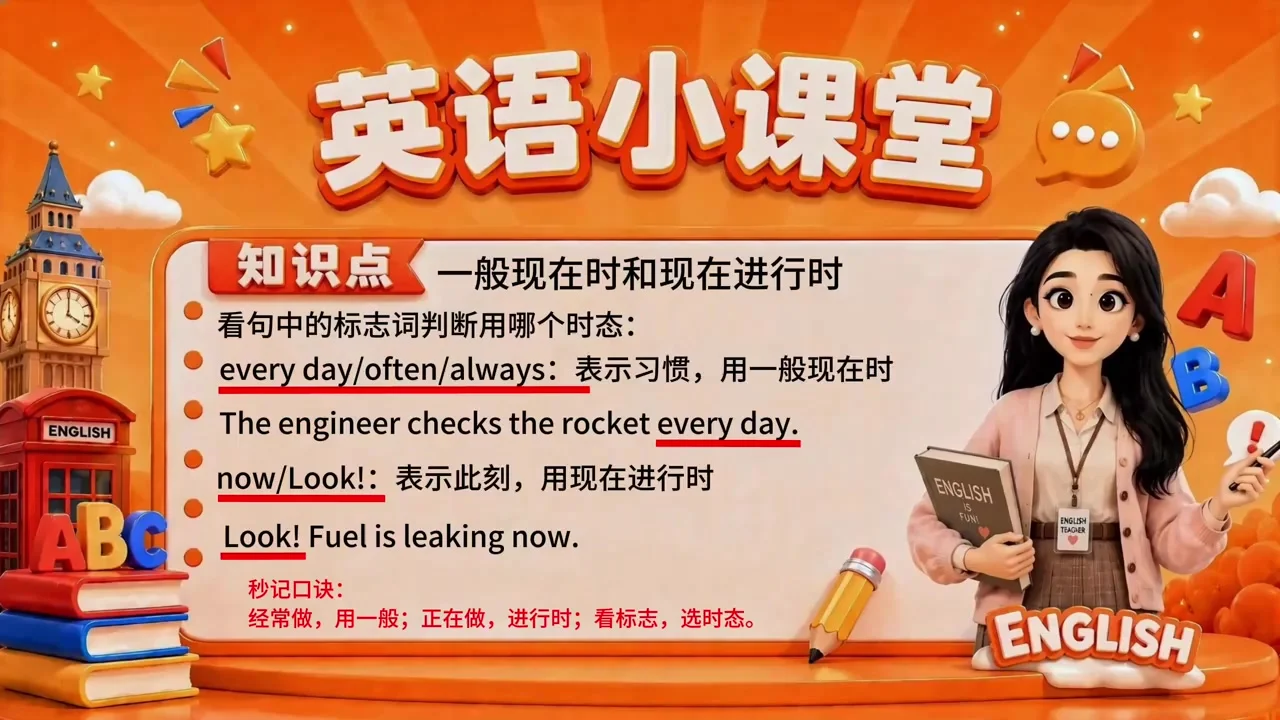 英语小课堂
知识点
一般现在时和现在进行时
看句中的标志词判断用哪个时态：
every day/often/always：表示习惯，用一般现在时
The engineer checks the rocket every day.
now/Look!：表示此刻，用现在进行时
Look! Fuel is leaking now.
秒记口诀：
经常做，用一般；正在做，进行时；看标志，选时态。
ENGLISH
ABC
A
B
!
ENGLISH
IS
FUN!
ENGLISH
TEACHER
ENGLISH